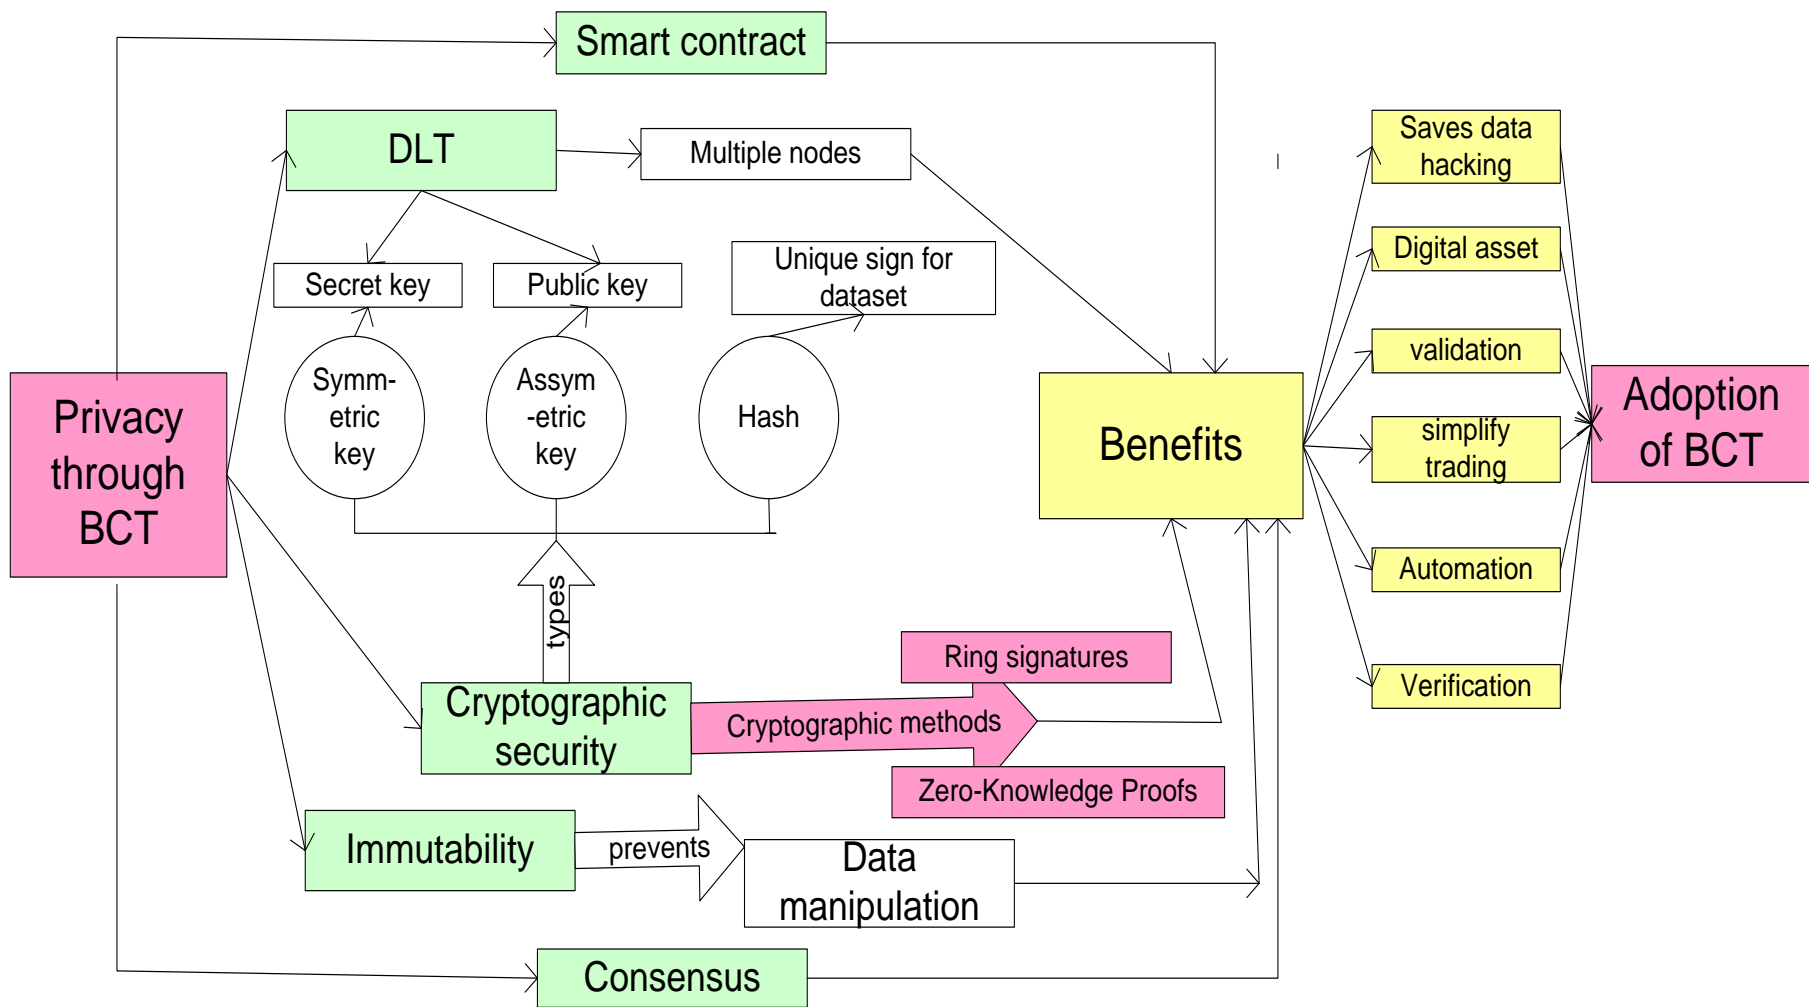 Smart contract
DLT
Multiple nodes
Saves data
hacking
Secret key
Public key
Unique sign for
dataset
Digital asset
validation
Symm-
etric
key
Assym
-etric
key
Hash
Privacy
through
BCT
Benefits
simplify
trading
Adoption
of BCT
Automation
types
Ring signatures
Verification
Cryptographic
security
Cryptographic methods
Zero-Knowledge Proofs
Immutability
prevents
Data
manipulation
Consensus